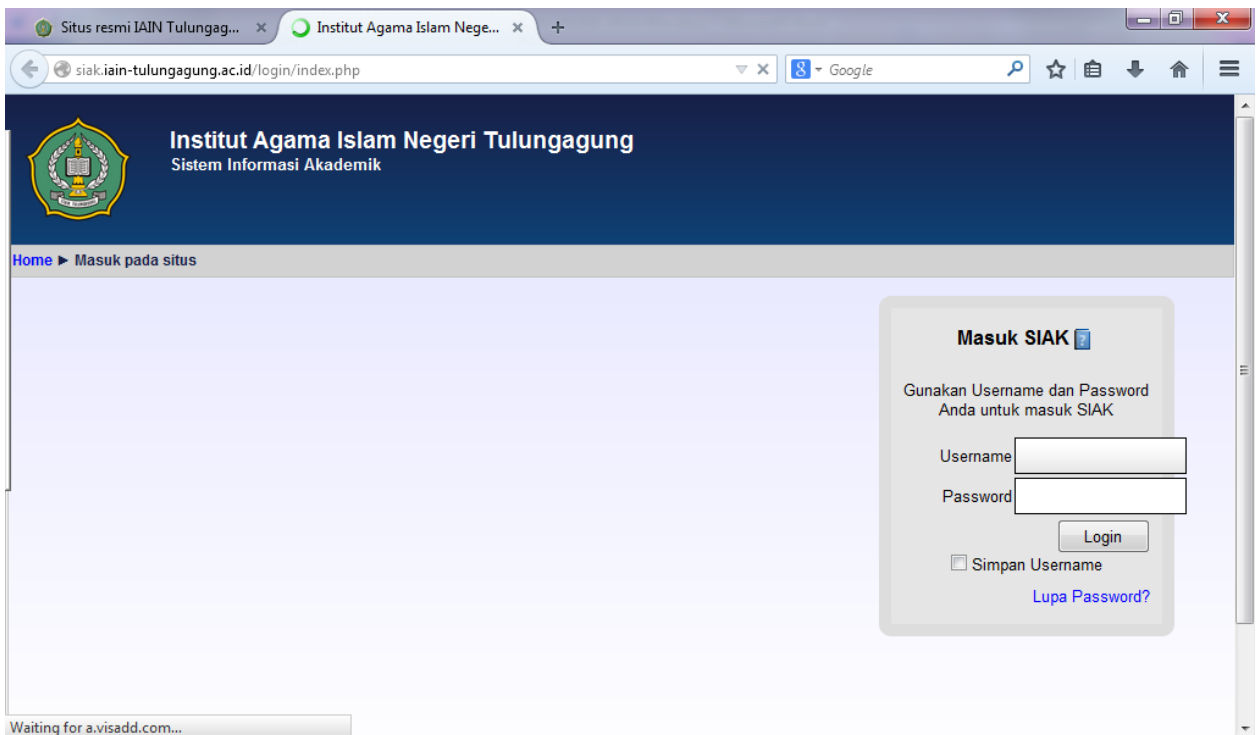 Situs resmi IAIN Tulungag...
Institut Agama Islam Nege...
siak.iain-tulungagung.ac.id/login/index.php
8
Google
Institut Agama Islam Negeri Tulungagung
Sistem Informasi Akademik
Home ► Masuk pada situs
Masuk SIAK ?
Gunakan Username dan Password
Anda untuk masuk SIAK
Username
Password
Login
Simpan Username
Lupa Password?
Waiting for a.visadd.com...